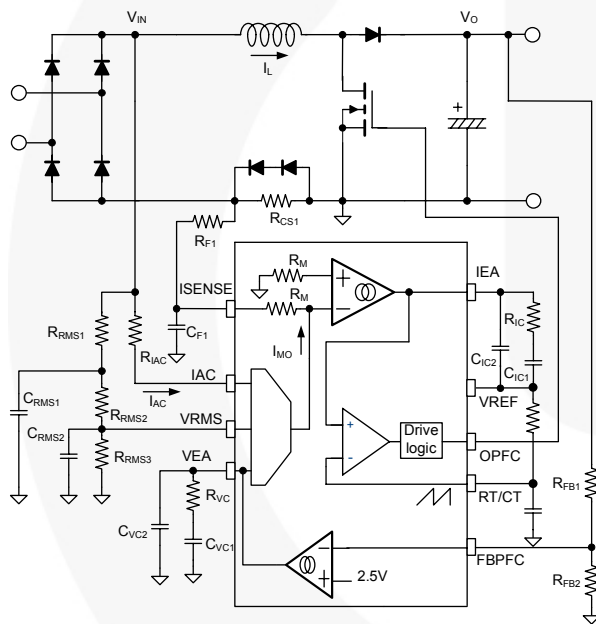 VIN
VO
IL
RCS1
RF1
ISENSE
RM
RM
IEA
RIC
CF1
IMO
CIC2
CIC1
RRMS1
RIAC
IAC
IAC
VREF
CRMS1
RRMS2
VRMS
+
-
Drive
logic
OPFC
CRMS2
RRMS3
VEA
RT/CT
RFB1
RVC
CVC2
CVC1
FBPFC
2.5V
RFB2